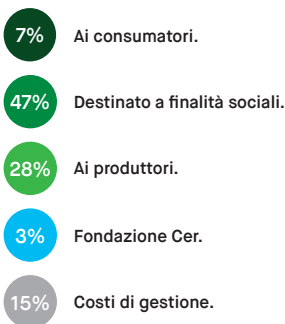 7% Ai consumatori.
47% Destinato a finalità sociali.
28% Ai produttori.
3% Fondazione Cer.
15% Costi di gestione.